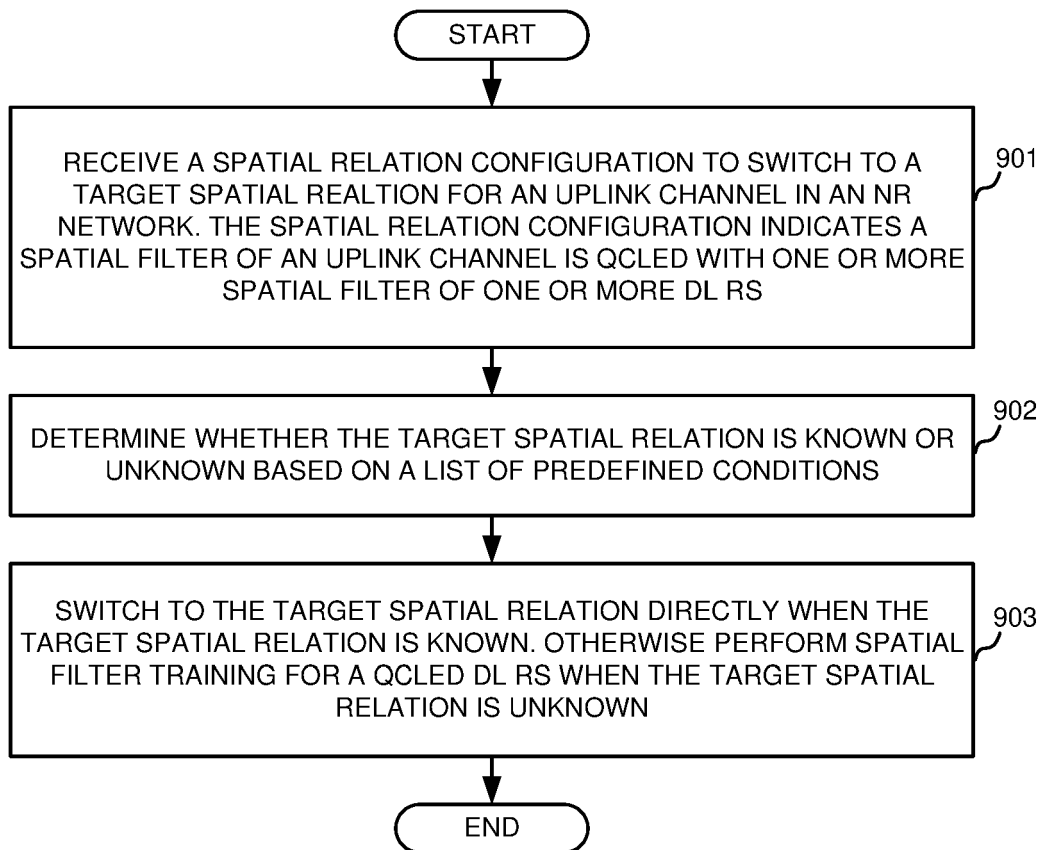 START
RECEIVE A SPATIAL RELATION CONFIGURATION TO SWITCH TO A
TARGET SPATIAL REALTION FOR AN UPLINK CHANNEL IN AN NR
NETWORK. THE SPATIAL RELATION CONFIGURATION INDICATES A
SPATIAL FILTER OF AN UPLINK CHANNEL IS QCLED WITH ONE OR MORE
SPATIAL FILTER OF ONE OR MORE DL RS
901
DETERMINE WHETHER THE TARGET SPATIAL RELATION IS KNOWN OR
UNKNOWN BASED ON A LIST OF PREDEFINED CONDITIONS
902
SWITCH TO THE TARGET SPATIAL RELATION DIRECTLY WHEN THE
TARGET SPATIAL RELATION IS KNOWN. OTHERWISE PERFORM SPATIAL
FILTER TRAINING FOR A QCLED DL RS WHEN THE TARGET SPATIAL
RELATION IS UNKNOWN
903
END